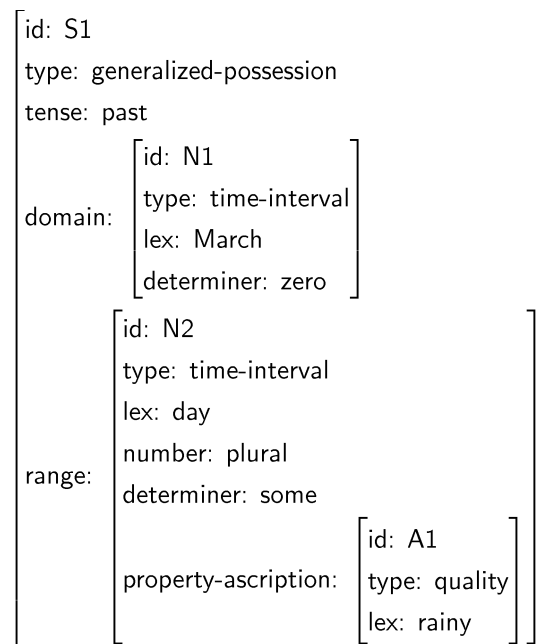 id: S1
type: generalized-possession
tense: past
domain:
id: N1
type: time-interval
lex: March
determiner: zero
range:
id: N2
type: time-interval
lex: day
number: plural
determiner: some
property-ascription:
id: A1
type: quality
lex: rainy